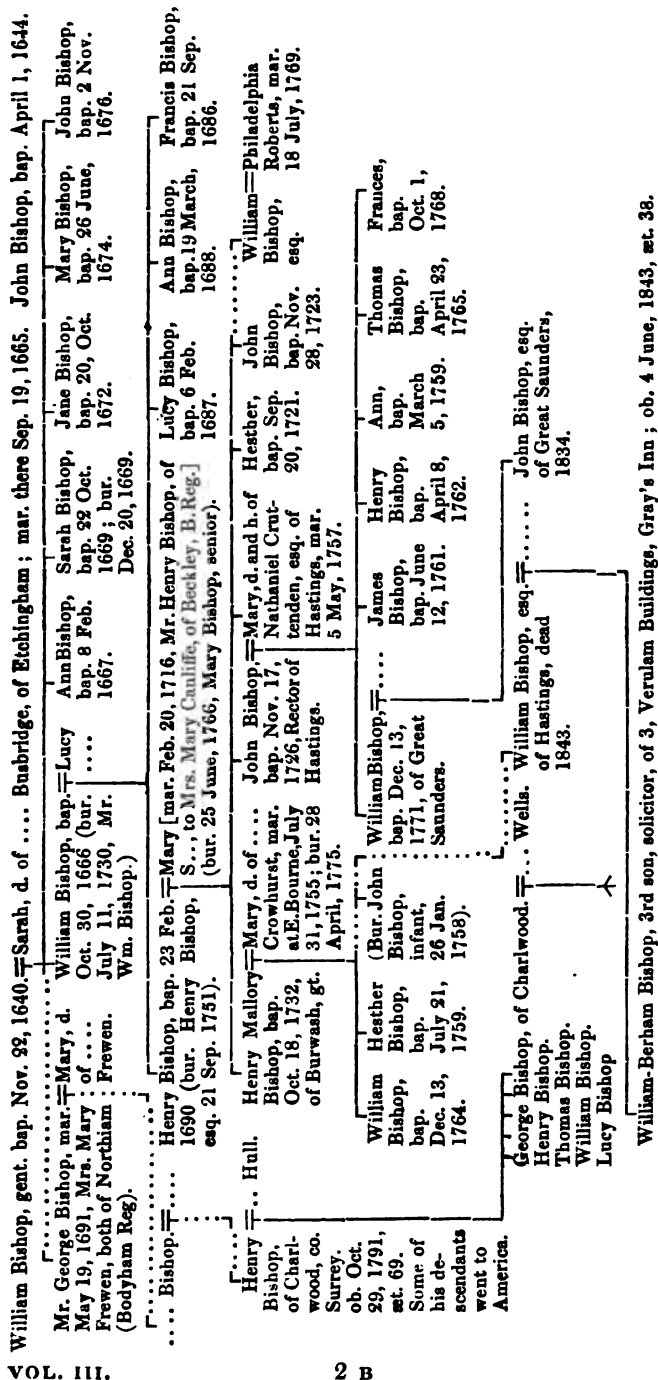 William Bishop, gent. bap. Nov. 22, 1640.=Sarah, d. of .... Busbridge, of Etchingham ; mar. there Sep. 19, 1665. John Bishop, bap. April 1, 1644.
Mr. George Bishop, mar.=Mary, d.
May 19, 1691, Mrs. Mary of ....
Frewen, both of Northiam Frewen.
(Bodyham Reg).
William Bishop, bap.=Lucy
Oct. 30, 1666 (bur. ....
July 11, 1730, Mr.
Wm. Bishop.)
Ann Bishop,
bap. 8 Feb.
1667.
Sarah Bishop,
bap. 22 Oct.
1669 ; bur.
Dec. 20, 1669.
Jane Bishop,
bap. 20, Oct.
1672.
Mary Bishop,
bap. 26 June,
1674.
John Bishop,
bap. 2 Nov.
1676.
.... Bishop.=....
Henry Bishop, bap. 23 Feb.=Mary [mar. Feb. 20, 1716, Mr. Henry Bishop, of
1690 (bur. Henry Bishop, S.., to Mrs. Mary Cauliffe, of Beckley, B. Reg.]
esq. 21 Sep. 1751). (bur. 25 June, 1766, Mary Bishop, senior).
Lucy Bishop,
bap. 6 Feb.
1687.
Ann Bishop,
bap. 19 March,
1688.
Francis Bishop,
bap. 21 Sep.
1686.
Henry=.. Hull.
Bishop,
of Charl-
wood, co.
Surrey.
ob. Oct.
29, 1791,
æt. 69.
Some of
his de-
scendants
went to
America.
Henry Mallory=Mary, d. of ....
Bishop, bap. Crowhurst, mar.
Oct. 18, 1732, at E. Bourne, July
of Burwash, gt. 31, 1755 ; bur. 28
April, 1775.
John Bishop,=Mary, d. and h. of
bap. Nov. 17, Nathaniel Crut-
1726, Rector of tenden, esq. of
Hastings. Hastings, mar.
5 May, 1757.
Hesther,
bap. Sep.
20, 1721.
John
Bishop,
bap. Nov.
28, 1723.
William=Philadelphia
Bishop, Roberts, mar.
esq. 18 July, 1769.
William
Bishop,
bap.
Dec. 13,
1764.
Hesther
Bishop,
bap.
July 21,
1759.
(Bur. John
Bishop,
infant,
26 Jan.
1758).
William Bishop,=....
bap. Dec. 13,
1771, of Great
Saunders.
James
Bishop,
bap. June
12, 1761.
Henry
Bishop,
bap.
April 8,
1762.
Ann,
bap.
March
5, 1759.
Thomas
Bishop,
bap.
April 23,
1765.
Frances,
bap.
Oct. 1,
1768.
George Bishop, of Charlwood.=... Wells.
Henry Bishop.
Thomas Bishop.
William Bishop.
Lucy Bishop
William Bishop, esq.=......
of Hastings, dead
1843.
John Bishop, esq.
of Great Saunders,
1834.
William-Berham Bishop, 3rd son, solicitor, of 3, Verulam Buildings, Gray's Inn ; ob. 4 June, 1843, æt. 38.
VOL. III. 2 B